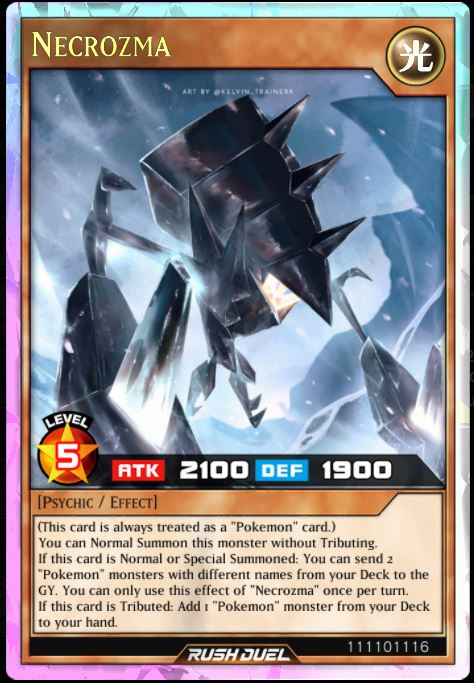 Necrozma
光
ART BY @KELVIN_TRAINERK
LEVEL
5
ATK 2100 DEF 1900
[Psychic / Effect]
(This card is always treated as a "Pokemon" card.)
You can Normal Summon this monster without Tributing.
If this card is Normal or Special Summoned: You can send 2
"Pokemon" monsters with different names from your Deck to the
GY. You can only use this effect of "Necrozma" once per turn.
If this card is Tributed: Add 1 "Pokemon" monster from your Deck
to your hand.
RUSH DUEL
111101116